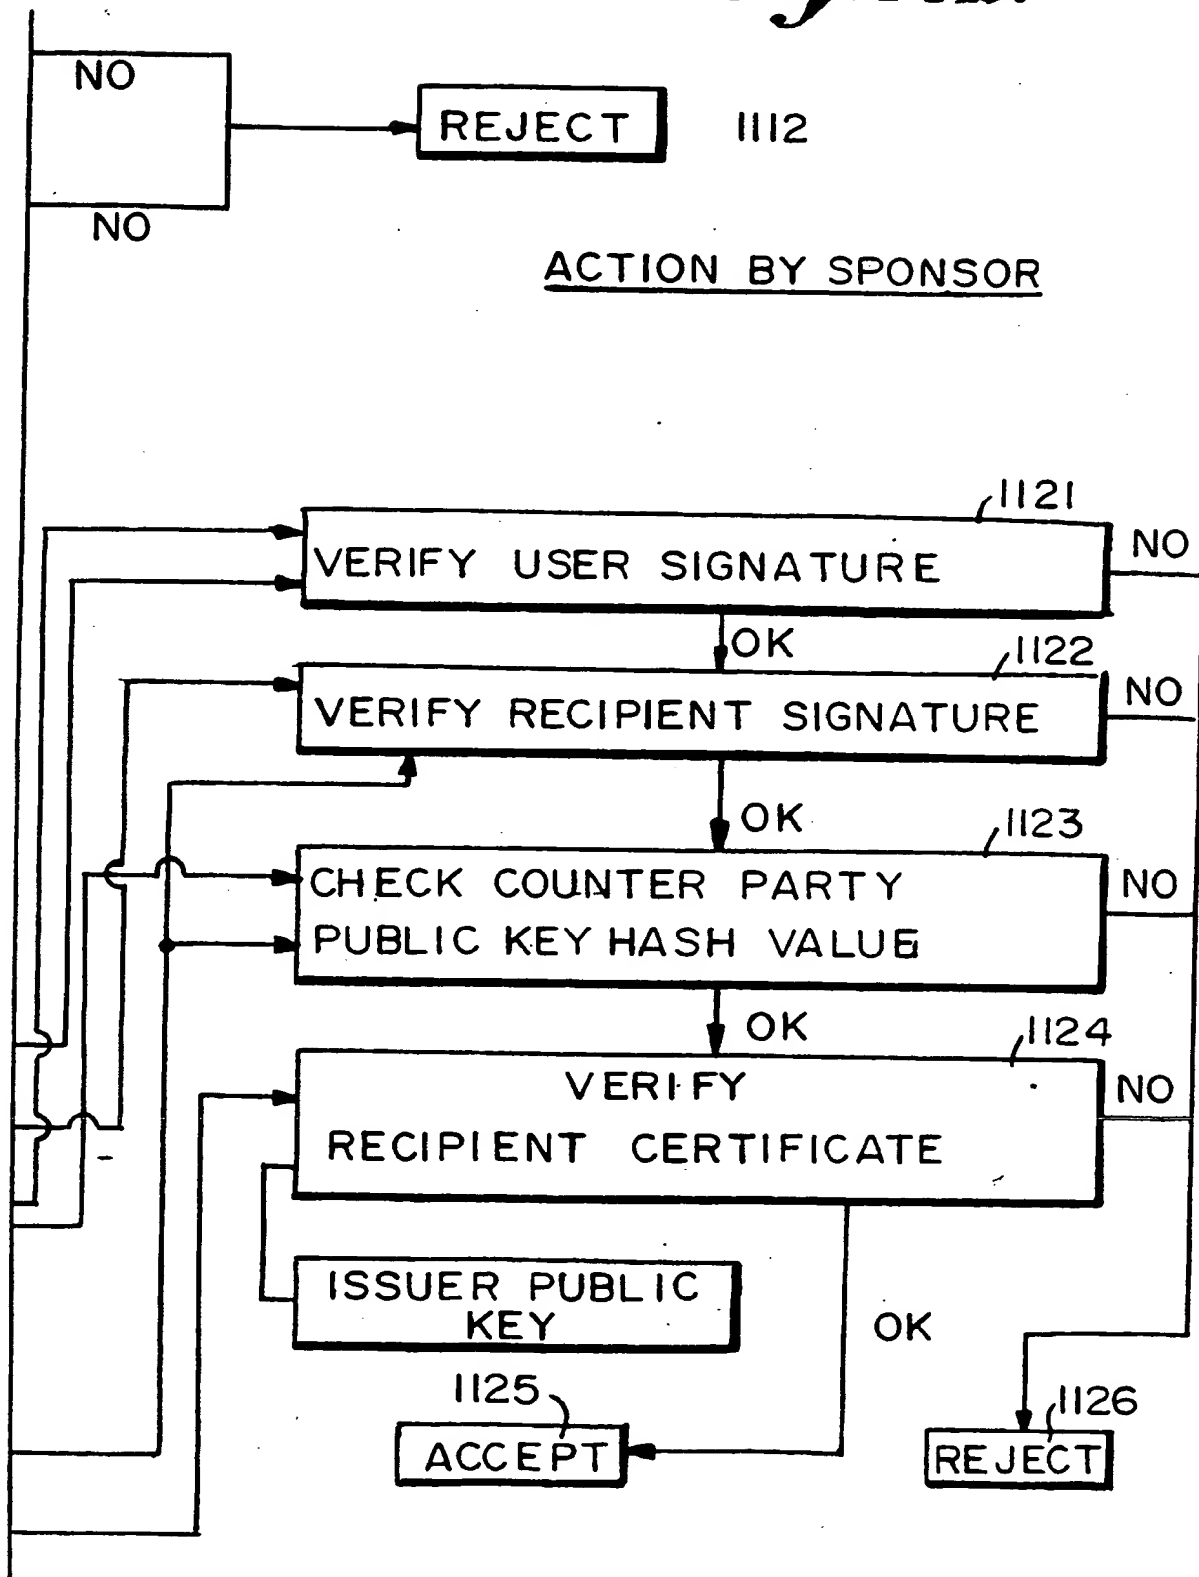 NO
REJECT 1112
NO
ACTION BY SPONSOR
1121
VERIFY USER SIGNATURE
NO
OK
1122
VERIFY RECIPIENT SIGNATURE
NO
OK
1123
CHECK COUNTER PARTY
PUBLIC KEY HASH VALUE
NO
OK
1124
VERIFY
RECIPIENT CERTIFICATE
NO
ISSUER PUBLIC
KEY
OK
1125
ACCEPT
1126
REJECT